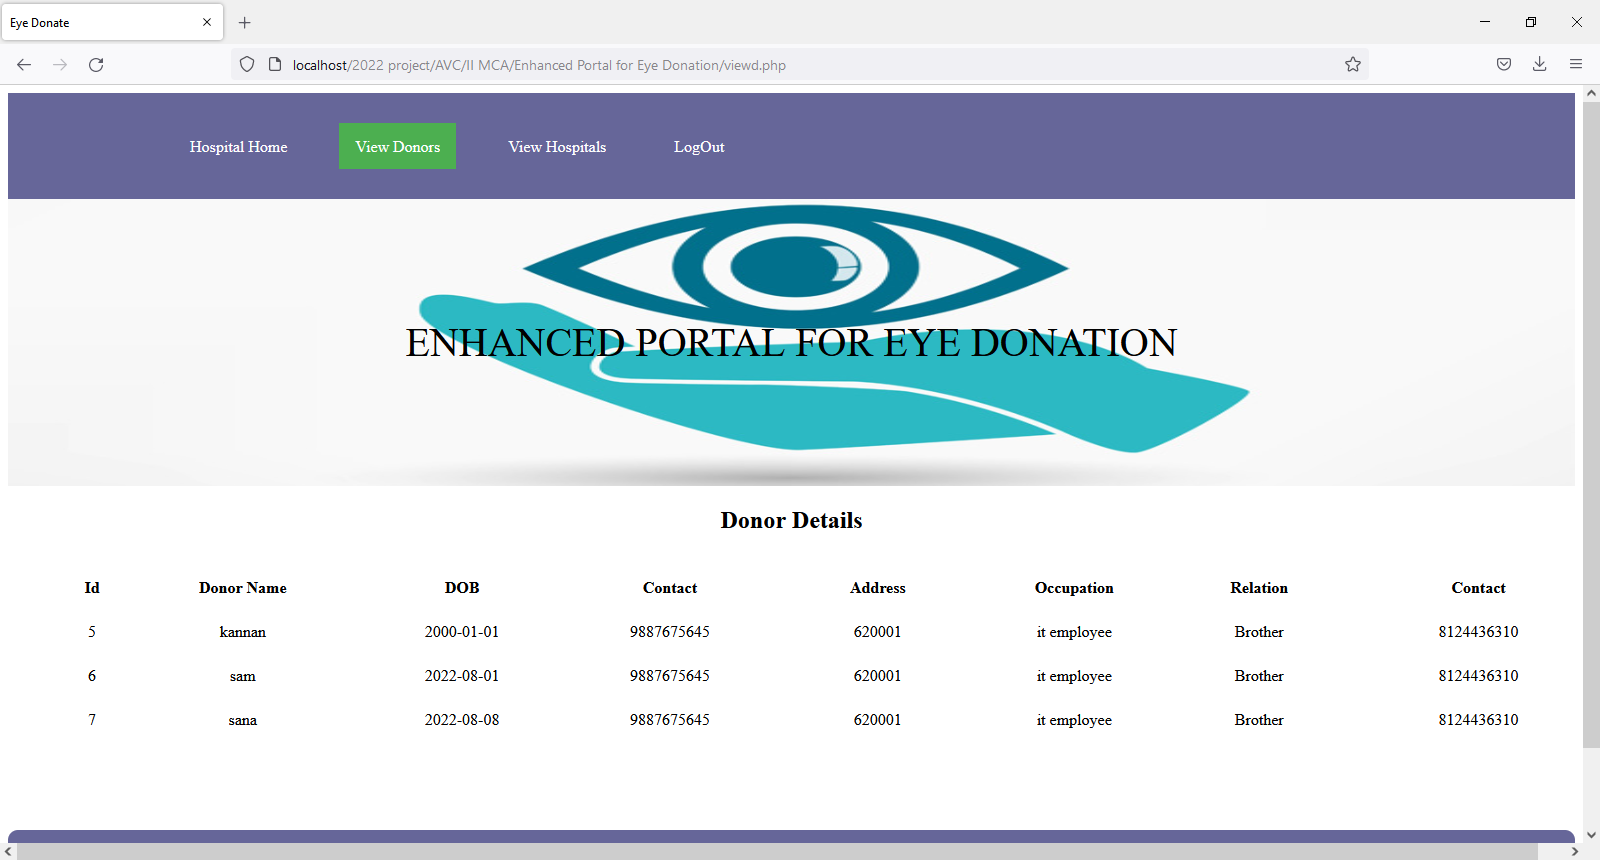 Eye Donate
localhost/2022 project/AVC/II MCA/Enhanced Portal for Eye Donation/viewd.php
Hospital Home View Donors View Hospitals LogOut
ENHANCED PORTAL FOR EYE DONATION
Donor Details
Id Donor Name DOB Contact Address Occupation Relation Contact
5 kannan 2000-01-01 9887675645 620001 it employee Brother 8124436310
6 sam 2022-08-01 9887675645 620001 it employee Brother 8124436310
7 sana 2022-08-08 9887675645 620001 it employee Brother 8124436310